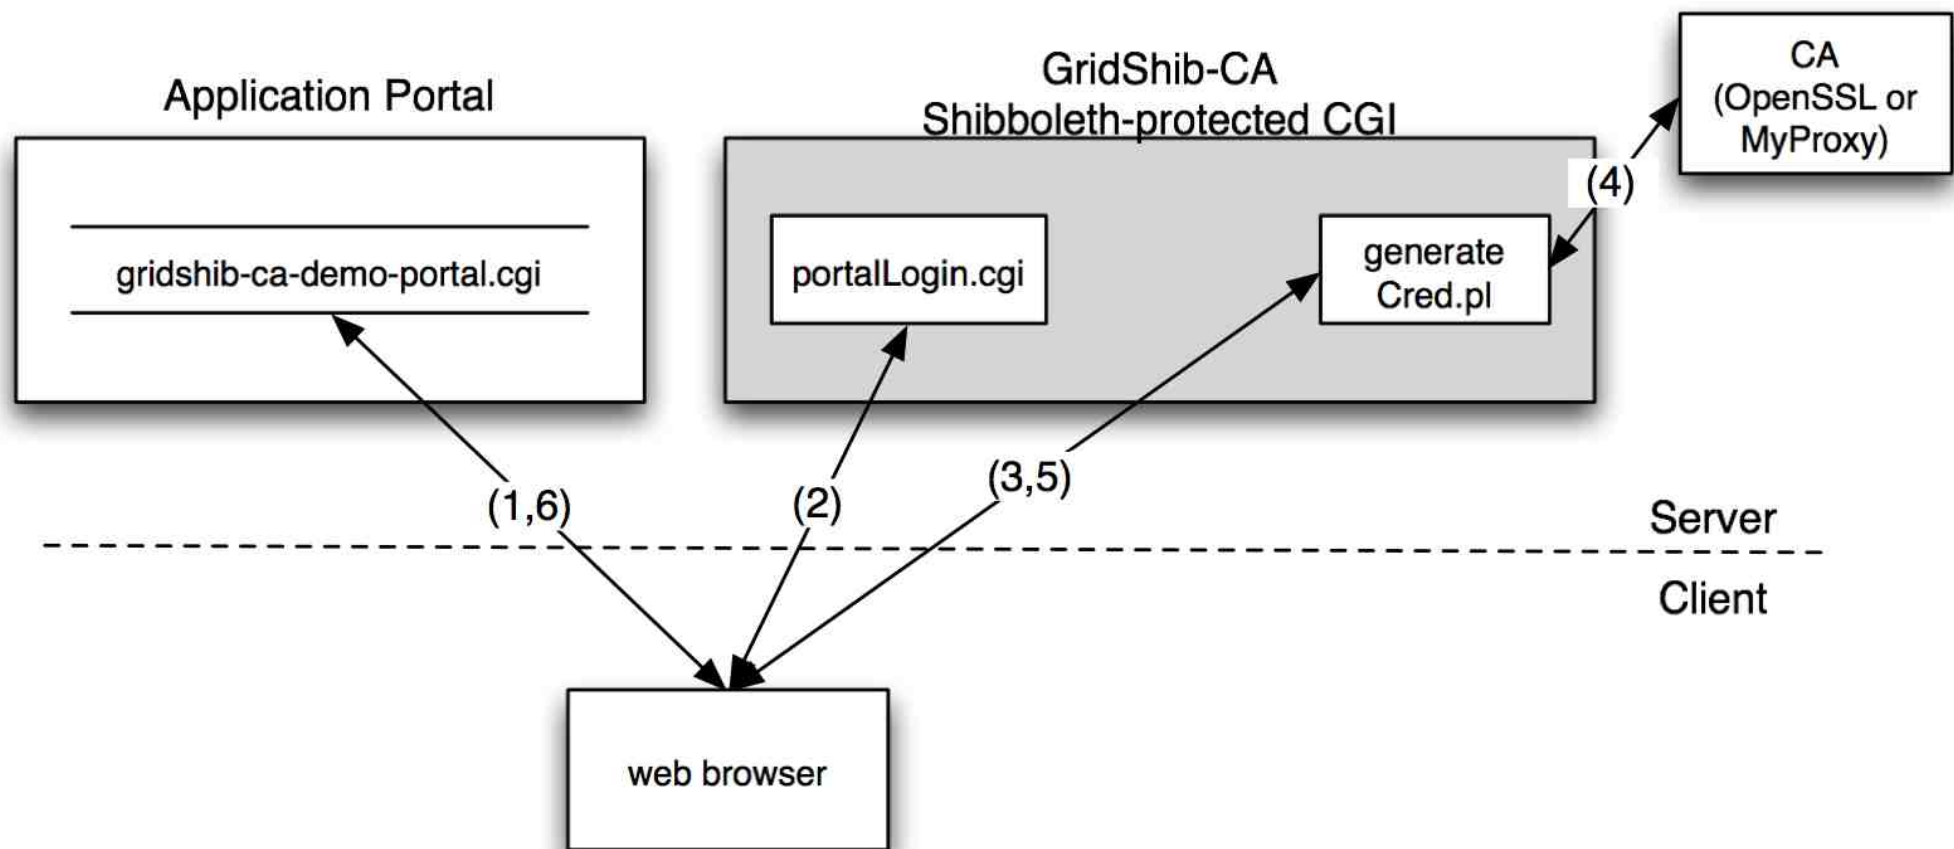 Application Portal
gridshib-ca-demo-portal.cgi
GridShib-CA
Shibboleth-protected CGI
portalLogin.cgi
generate
Cred.pl
CA
(OpenSSL or
MyProxy)
(4)
(1,6)
(2)
(3,5)
Server
Client
web browser